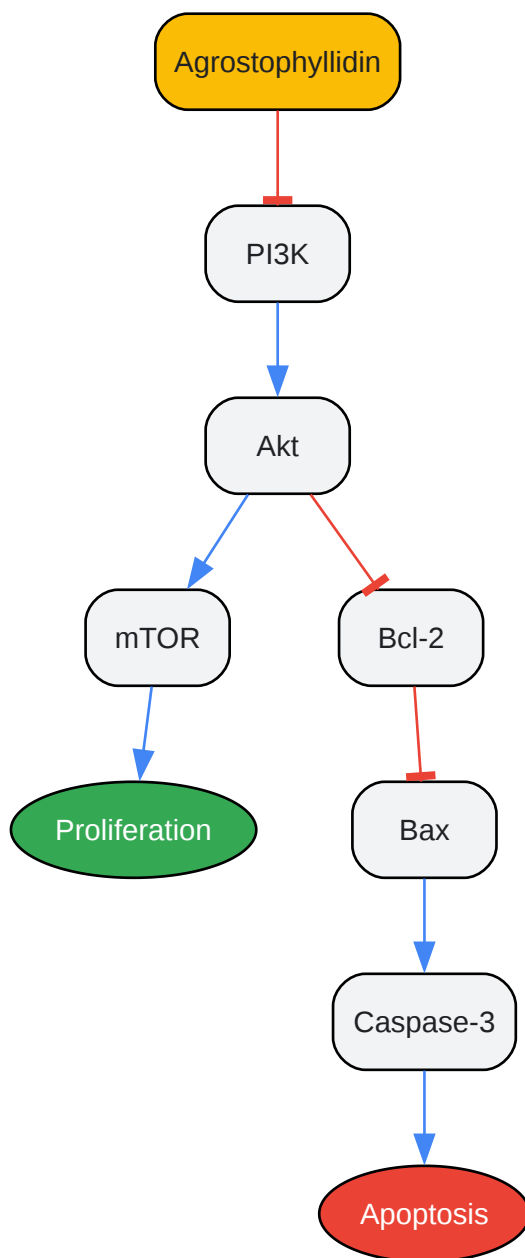 Agrostophyllidin
PI3K
Akt
mTOR
Bcl-2
Proliferation
Bax
Caspase-3
Apoptosis